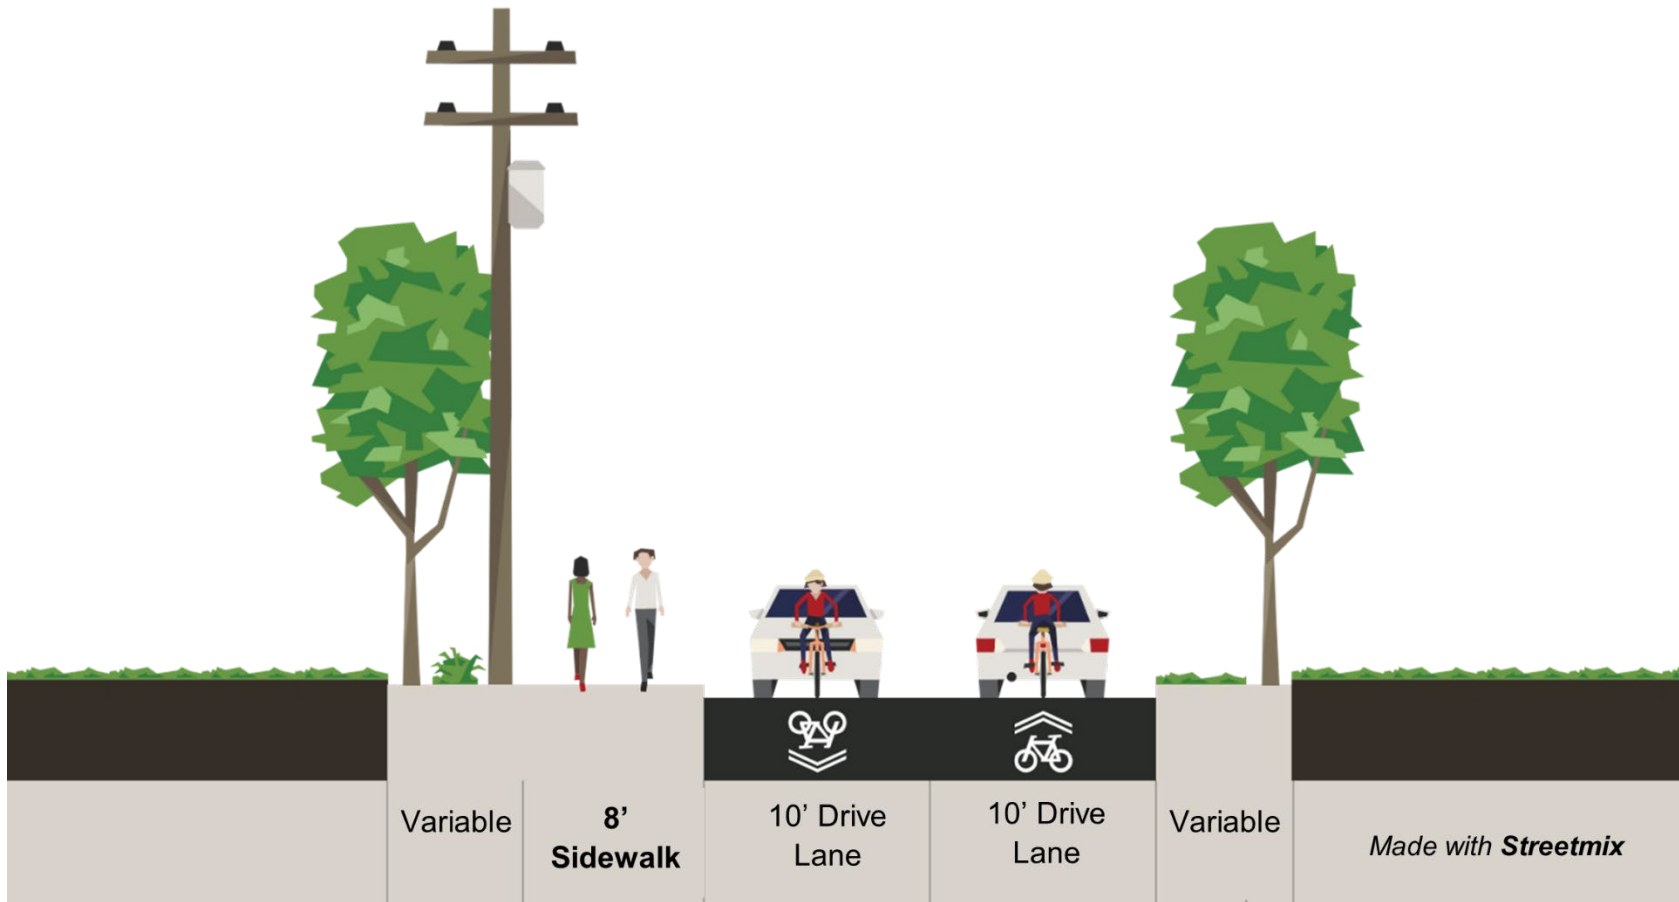 Variable
8’
Sidewalk
10’ Drive
Lane
10’ Drive
Lane
Variable
Made with Streetmix